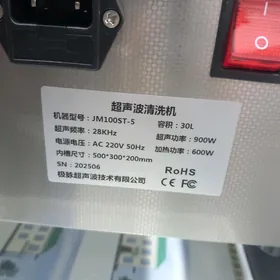 超声波清洗机
机器型号: JM100ST-5 容积: 30L
超声频率: 28KHz 超声功率: 900W
电源电压: AC 220V 50Hz 加热功率: 600W
内槽尺寸: 500*300*200mm
SN: 202506 RoHS
极脉超声波技术有限公司 CE FC